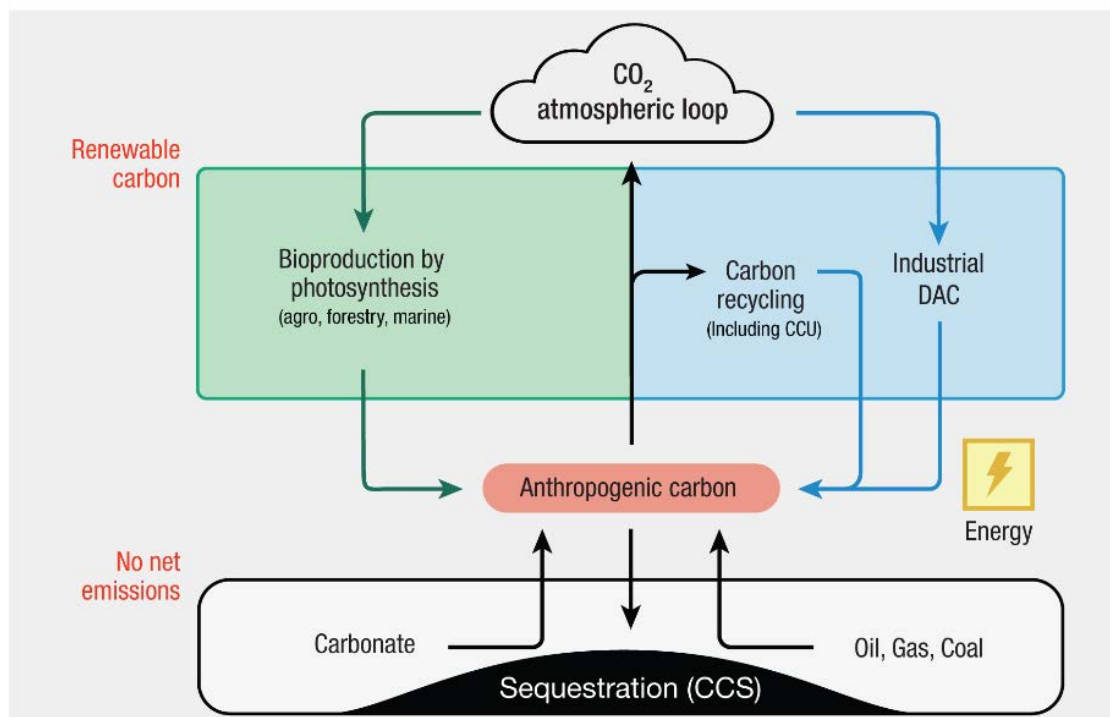 CO2
atmospheric loop
Renewable
carbon
Bioproduction by
photosynthesis
(agro, forestry, marine)
Carbon
recycling
(Including CCU)
Industrial
DAC
Anthropogenic carbon
Energy
No net
emissions
Carbonate
Oil, Gas, Coal
Sequestration (CCS)